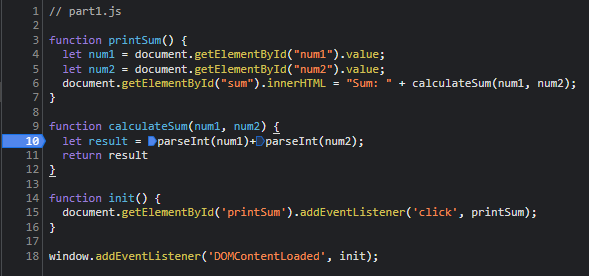 1 // part1.js
2
3 function printSum() {
4   let num1 = document.getElementById("num1").value;
5   let num2 = document.getElementById("num2").value;
6   document.getElementById("sum").innerHTML = "Sum: " + calculateSum(num1, num2);
7 }
8
9 function calculateSum(num1, num2) {
10   let result = parseInt(num1)+parseInt(num2);
11   return result
12 }
13
14 function init() {
15   document.getElementById('printSum').addEventListener('click', printSum);
16 }
17
18 window.addEventListener('DOMContentLoaded', init);